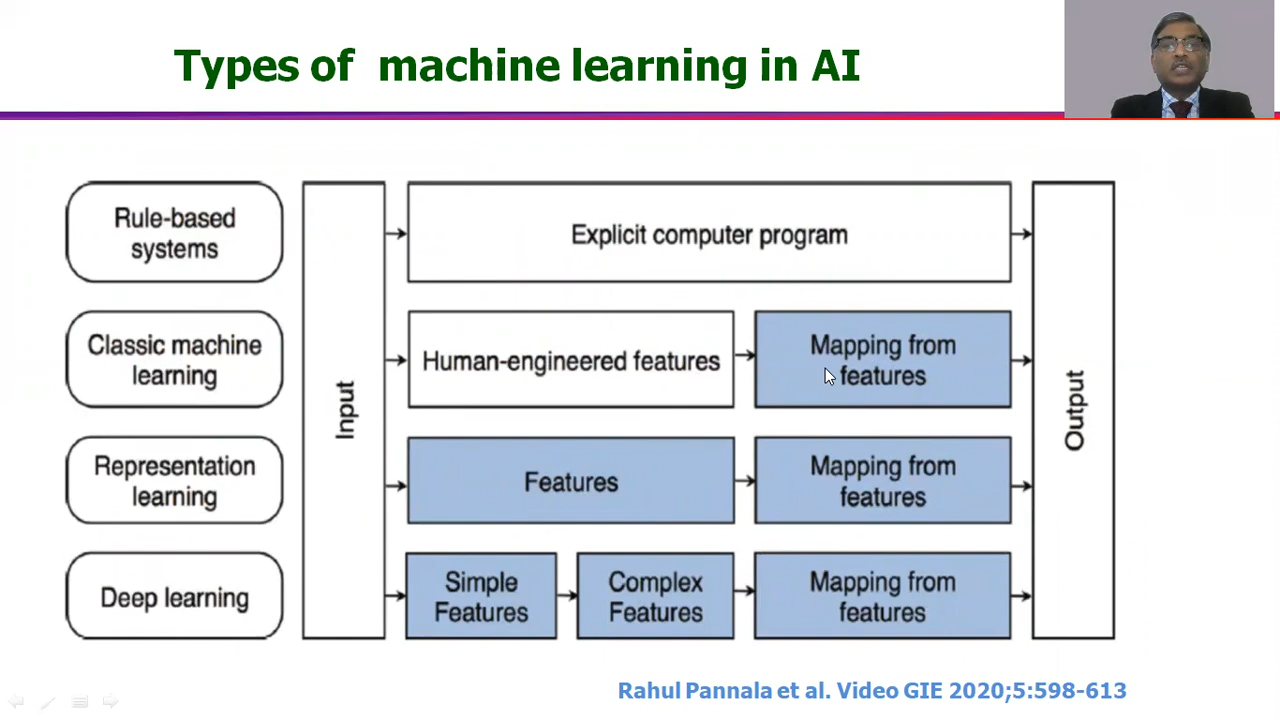 Types of machine learning in AI
Rule-based
systems
Explicit computer program
Classic machine
learning
Human-engineered features
Mapping from
features
Representation
learning
Features
Mapping from
features
Deep learning
Simple
Features
Complex
Features
Mapping from
features
Input
Output
Rahul Pannala et al. Video GIE 2020;5:598-613